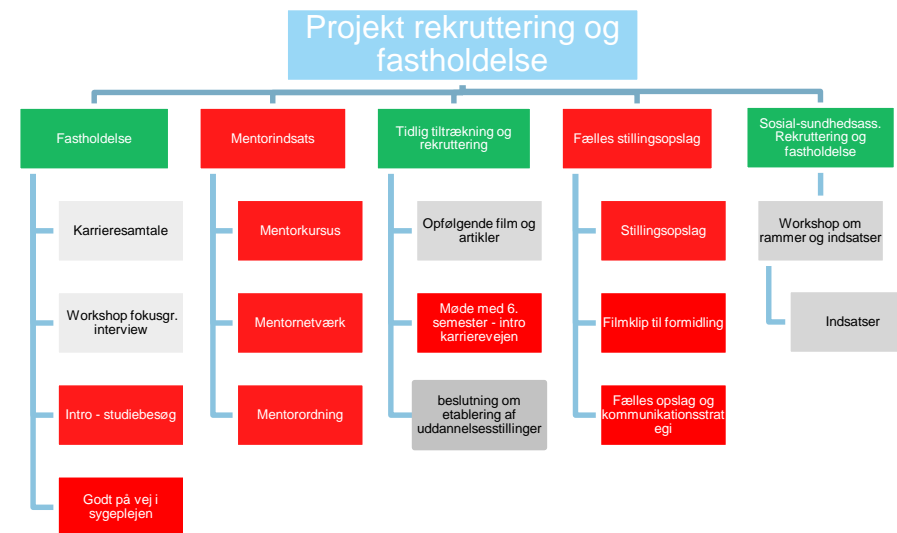 Projekt rekruttering og
fastholdelse
Fastholdelse
Mentorindsats
Tidlig tiltrækning og
rekruttering
Fælles stillingsopslag
Sosial-sundhedsass.
Rekruttering og
fastholdelse
Karrieresamtale
Workshop fokusgr.
interview
Intro - studiebesøg
Godt på vej i
sygeplejen
Mentorkursus
Mentornetværk
Mentorordning
Opfølgende film og
artikler
Møde med 6.
semester - intro
karrierevejen
beslutning om
etablering af
uddannelsesstillinger
Stillingsopslag
Filmklip til formidling
Fælles opslag og
kommunikationsstrat
egi
Workshop om
rammer og indsatser
Indsatser